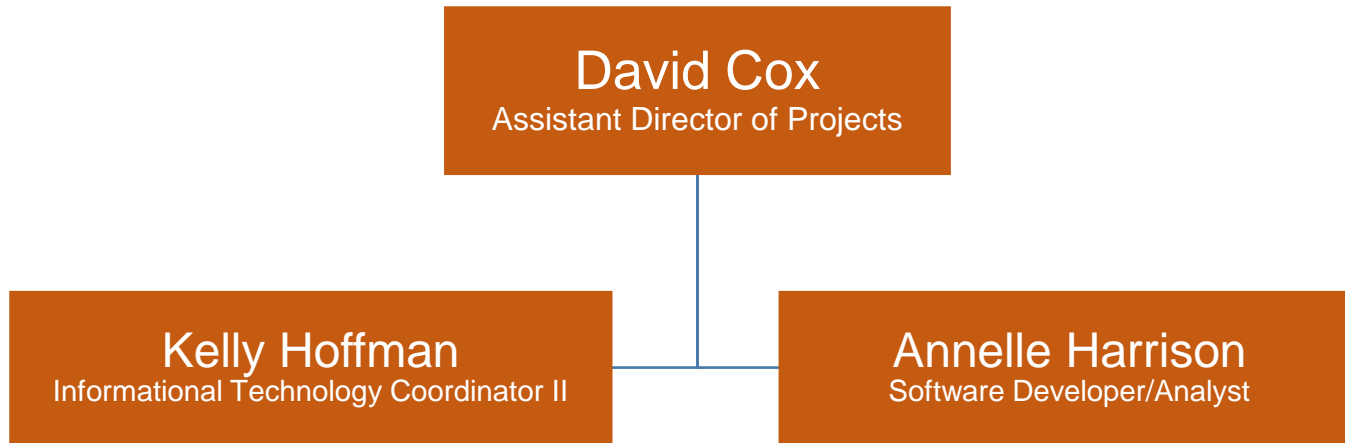 David Cox
Assistant Director of Projects
Kelly Hoffman
Informational Technology Coordinator II
Annelle Harrison
Software Developer/Analyst